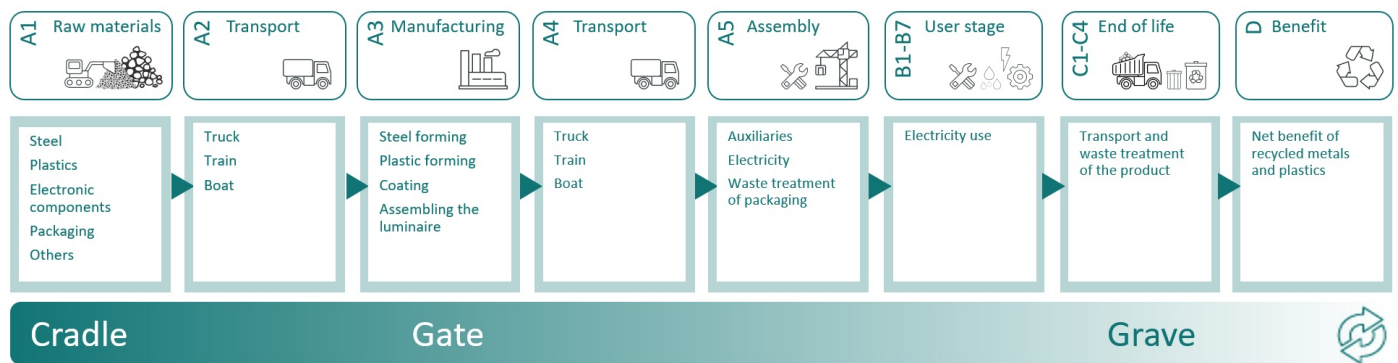 A1 Raw materials
A2 Transport
A3 Manufacturing
A4 Transport
A5 Assembly
B1-B7 User stage
C1-C4 End of life
D Benefit
Steel
Plastics
Electronic
components
Packaging
Others
Truck
Train
Boat
Steel forming
Plastic forming
Coating
Assembling the
luminaire
Truck
Train
Boat
Auxiliaries
Electricity
Waste treatment
of packaging
Electricity use
Transport and
waste treatment
of the product
Net benefit of
recycled metals
and plastics
Cradle
Gate
Grave